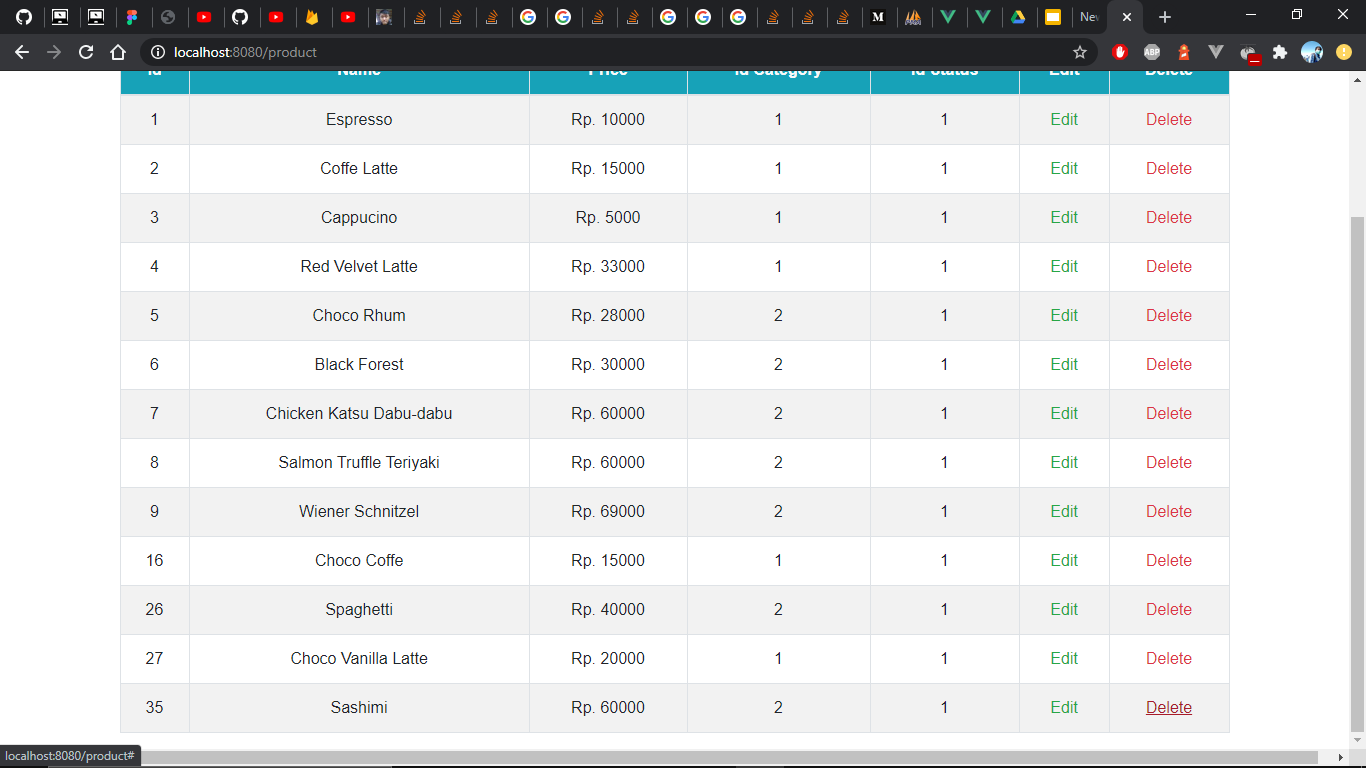 Nev
localhost:8080/product
ABP
Id Name Price Id Category Id Status Edit Delete
1 Espresso Rp. 10000 1 1 Edit Delete
2 Coffe Latte Rp. 15000 1 1 Edit Delete
3 Cappucino Rp. 5000 1 1 Edit Delete
4 Red Velvet Latte Rp. 33000 1 1 Edit Delete
5 Choco Rhum Rp. 28000 2 1 Edit Delete
6 Black Forest Rp. 30000 2 1 Edit Delete
7 Chicken Katsu Dabu-dabu Rp. 60000 2 1 Edit Delete
8 Salmon Truffle Teriyaki Rp. 60000 2 1 Edit Delete
9 Wiener Schnitzel Rp. 69000 2 1 Edit Delete
16 Choco Coffe Rp. 15000 1 1 Edit Delete
26 Spaghetti Rp. 40000 2 1 Edit Delete
27 Choco Vanilla Latte Rp. 20000 1 1 Edit Delete
35 Sashimi Rp. 60000 2 1 Edit Delete
localhost:8080/product#